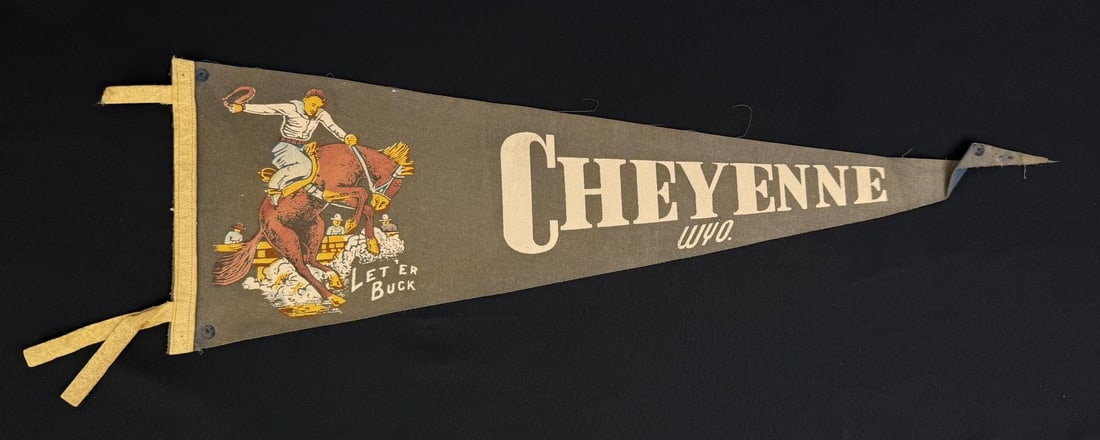 CHEYENNE
WYO.
LET 'ER
BUCK